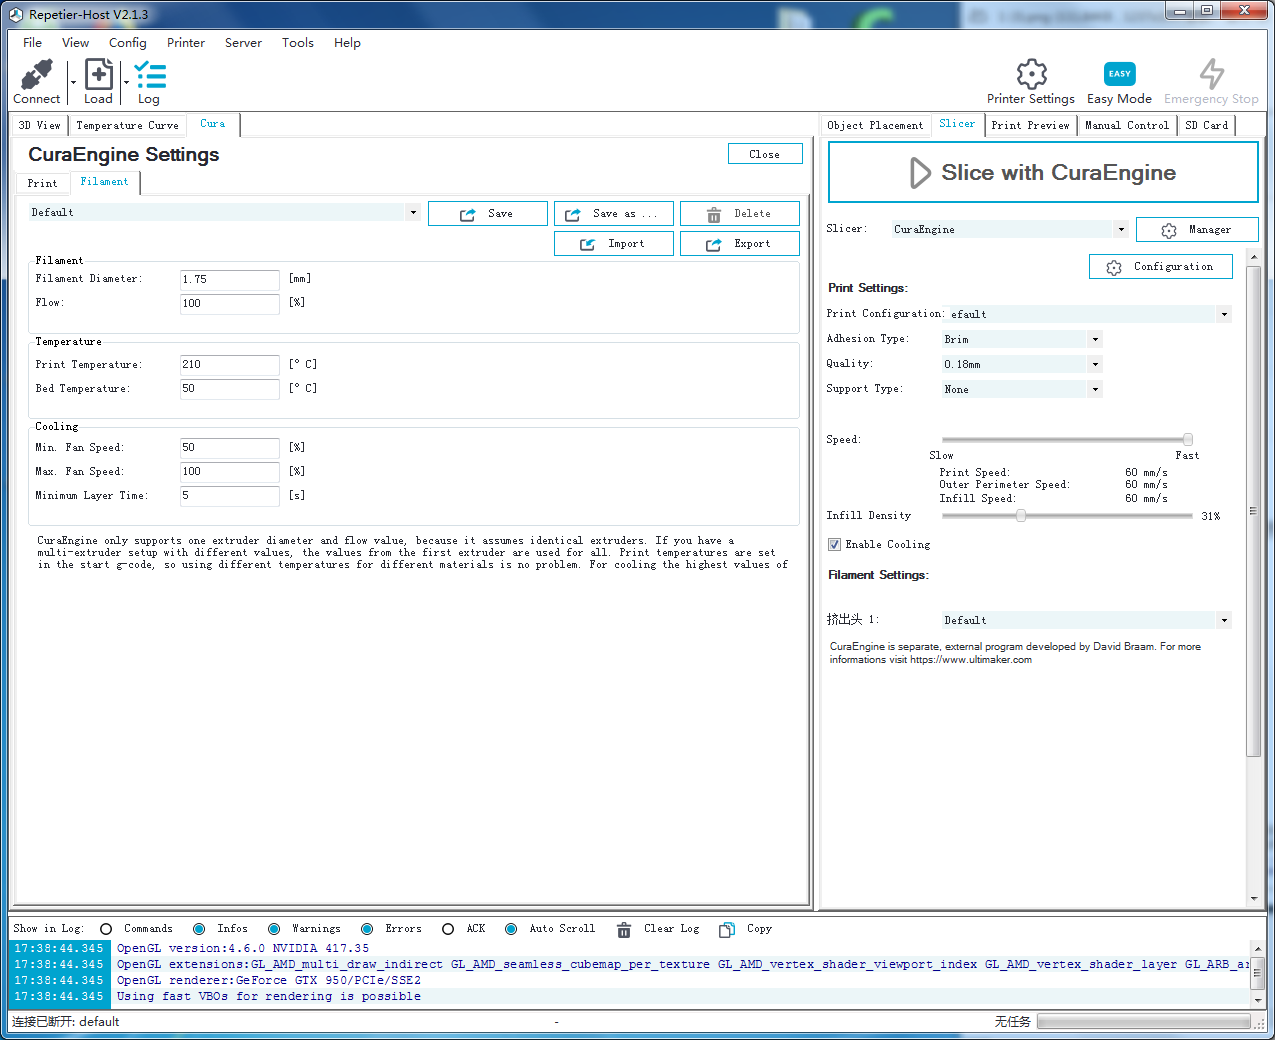 Repetier-Host V2.1.3
File View Config Printer Server Tools Help
Connect Load Log Printer Settings EASY Easy Mode Emergency Stop
3D View Temperature Curve Cura
CuraEngine Settings
Close
Print Filament
Default Save Save as ... Delete
Import Export
Filament
Filament Diameter: 1.75 [mm]
Flow: 100 [%]
Temperature
Print Temperature: 210 [° C]
Bed Temperature: 50 [° C]
Cooling
Min. Fan Speed: 50 [%]
Max. Fan Speed: 100 [%]
Minimum Layer Time: 5 [s]
CuraEngine only supports one extruder diameter and flow value, because it assumes identical extruders. If you have a
multi-extruder setup with different values, the values from the first extruder are used for all. Print temperatures are set
in the start g-code, so using different temperatures for different materials is no problem. For cooling the highest values of
Object Placement Slicer Print Preview Manual Control SD Card
Slice with CuraEngine
Slicer: CuraEngine Manager
Configuration
Print Settings:
Print Configuration: efault
Adhesion Type: Brim
Quality: 0.18mm
Support Type: None
Speed:
Slow Fast
Print Speed: 60 mm/s
Outer Perimeter Speed: 60 mm/s
Infill Speed: 60 mm/s
Infill Density 31%
Enable Cooling
Filament Settings:
挤出头 1: Default
CuraEngine is separate, external program developed by David Braam. For more
informations visit https://www.ultimaker.com
Show in Log: Commands Infos Warnings Errors ACK Auto Scroll Clear Log Copy
17:38:44.345 OpenGL version:4.6.0 NVIDIA 417.35
17:38:44.345 OpenGL extensions:GL_AMD_multi_draw_indirect GL_AMD_seamless_cubemap_per_texture GL_AMD_vertex_shader_viewport_index GL_AMD_vertex_shader_layer GL_ARB_ar
17:38:44.345 OpenGL renderer:GeForce GTX 950/PCIe/SSE2
17:38:44.345 Using fast VBOs for rendering is possible
连接已断开: default - 无任务